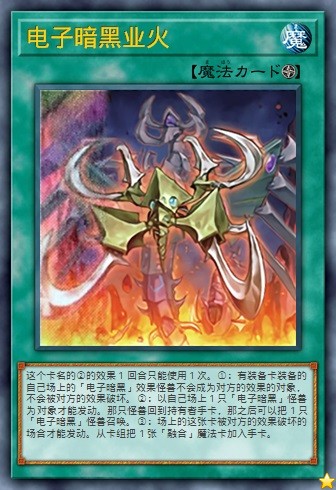 电子暗黑业火
魔
【魔法カード】
这个卡名的②的效果1回合只能使用1次。①：有装备卡装备的
自己场上的「电子暗黑」效果怪兽不会成为对方的效果的对象，
不会被对方的效果破坏。②：以自己场上1只「电子暗黑」怪兽
为对象才能发动。那只怪兽回到持有者手卡，那之后可以把1只
「电子暗黑」怪兽召唤。②：场上的这张卡被对方的效果破坏的
场合才能发动。从卡组把1张「融合」魔法卡加入手卡。